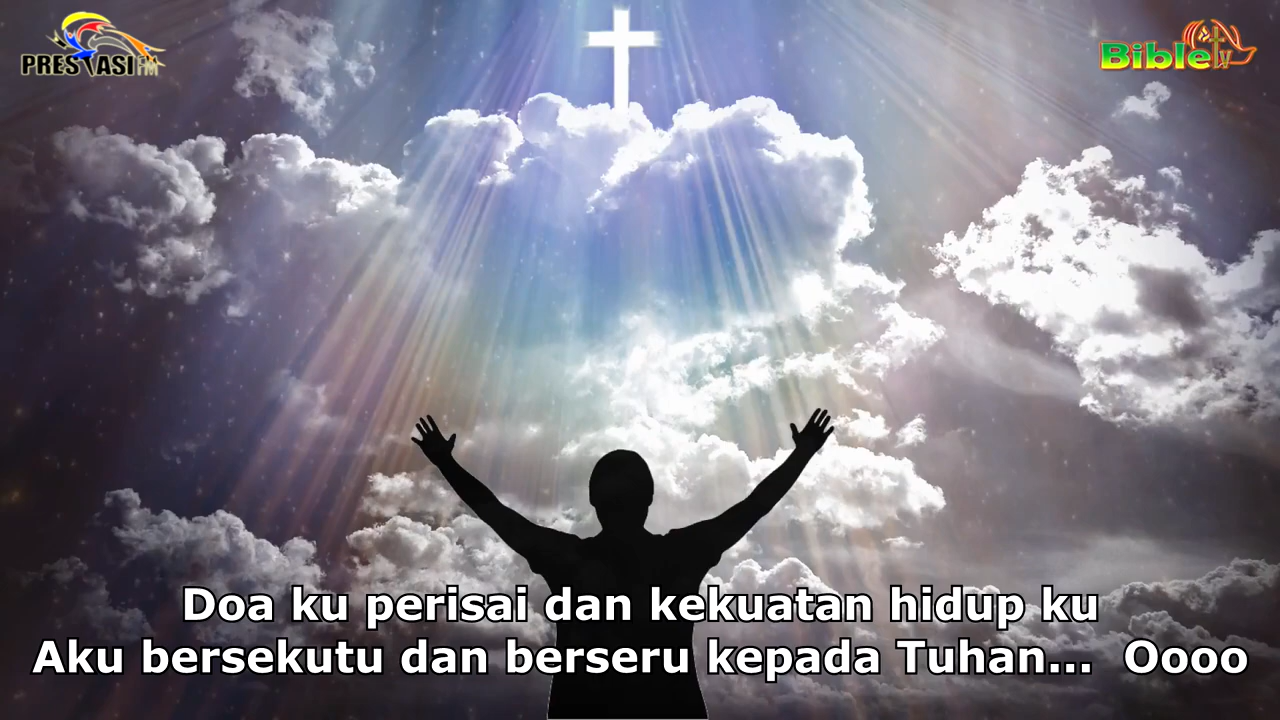 PRESTASI FM
Bible tv
Doa ku perisai dan kekuatan hidup ku
Aku bersekutu dan berseru kepada Tuhan... Oooo